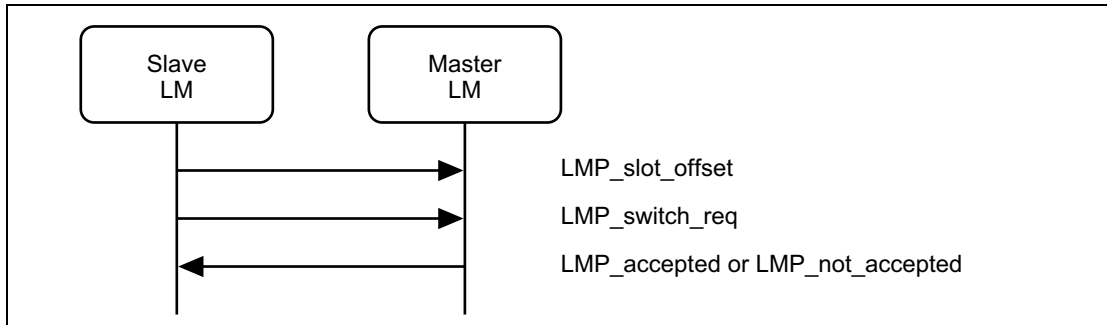 Slave
LM
Master
LM
LMP_slot_offset
LMP_switch_req
LMP_accepted or LMP_not_accepted